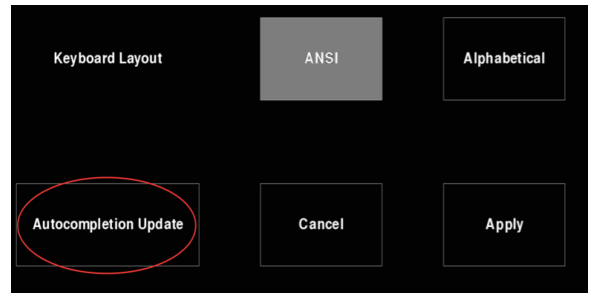 Keyboard Layout
ANSI
Alphabetical
Autocompletion Update
Cancel
Apply